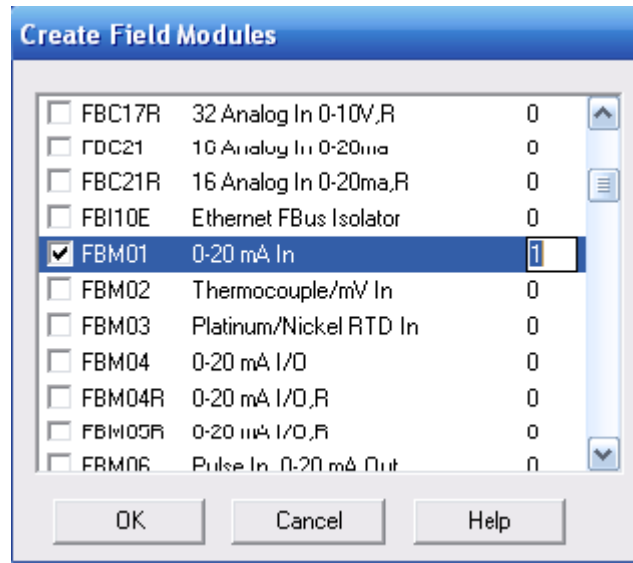 Create Field Modules
FBC17R 32 Analog In 0-10V,R 0
FBC21 16 Analog In 0-20ma 0
FBC21R 16 Analog In 0-20ma,R 0
FBI10E Ethernet FBus Isolator 0
FBM01 0-20 mA In 1
FBM02 Thermocouple/mV In 0
FBM03 Platinum/Nickel RTD In 0
FBM04 0-20 mA I/O 0
FBM04R 0-20 mA I/O,R 0
FBM05R 0-20 mA I/O,R 0
FBM06 Pulse In, 0-20 mA Out 0
OK Cancel Help